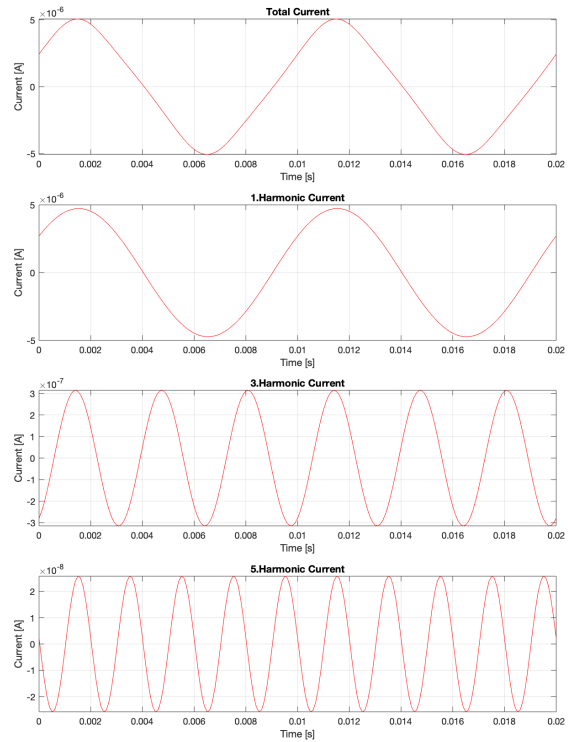 Total Current
×10⁻⁶
5
0
-5
Current [A]
0 0.002 0.004 0.006 0.008 0.01 0.012 0.014 0.016 0.018 0.02
Time [s]
1.Harmonic Current
×10⁻⁶
5
0
-5
Current [A]
0 0.002 0.004 0.006 0.008 0.01 0.012 0.014 0.016 0.018 0.02
Time [s]
3.Harmonic Current
×10⁻⁷
3
2
1
0
-1
-2
-3
Current [A]
0 0.002 0.004 0.006 0.008 0.01 0.012 0.014 0.016 0.018 0.02
Time [s]
5.Harmonic Current
×10⁻⁸
2
1
0
-1
-2
Current [A]
0 0.002 0.004 0.006 0.008 0.01 0.012 0.014 0.016 0.018 0.02
Time [s]